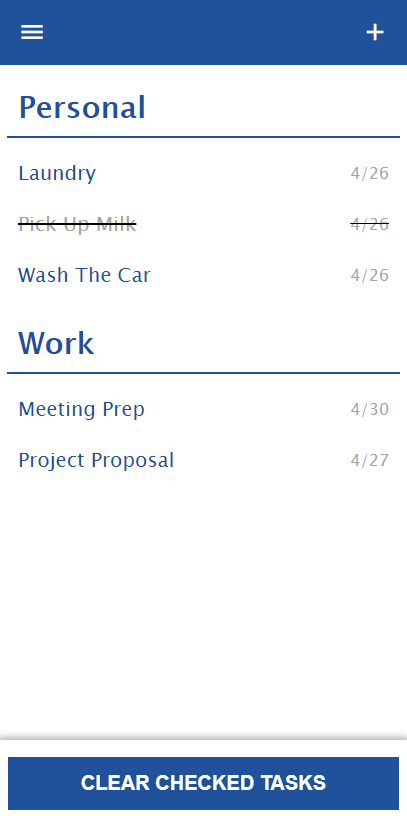 Personal
Laundry 4/26
Pick Up Milk 4/26
Wash The Car 4/26
Work
Meeting Prep 4/30
Project Proposal 4/27
CLEAR CHECKED TASKS